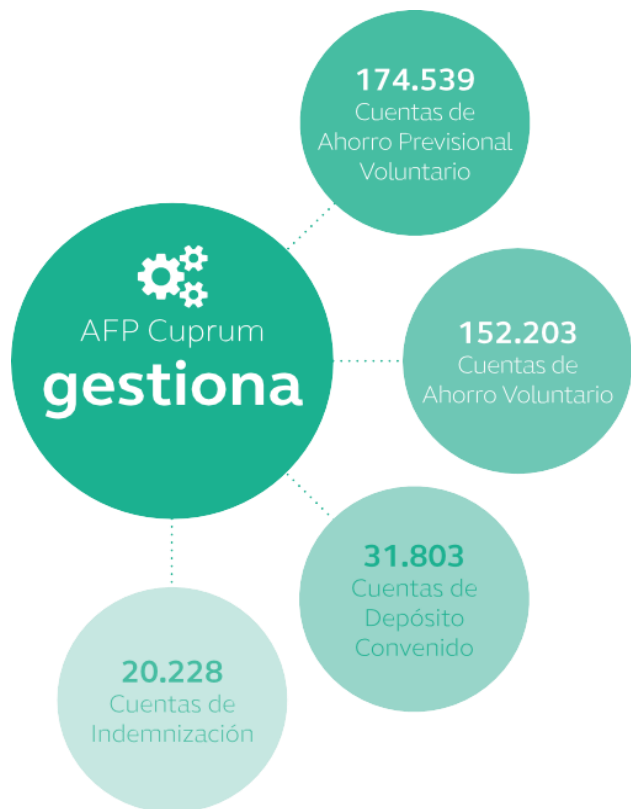 174.539
Cuentas de
Ahorro Previsional
Voluntario
AFP Cuprum
gestiona
152.203
Cuentas de
Ahorro Voluntario
31.803
Cuentas de
Depósito
Convenido
20.228
Cuentas de
Indemnización